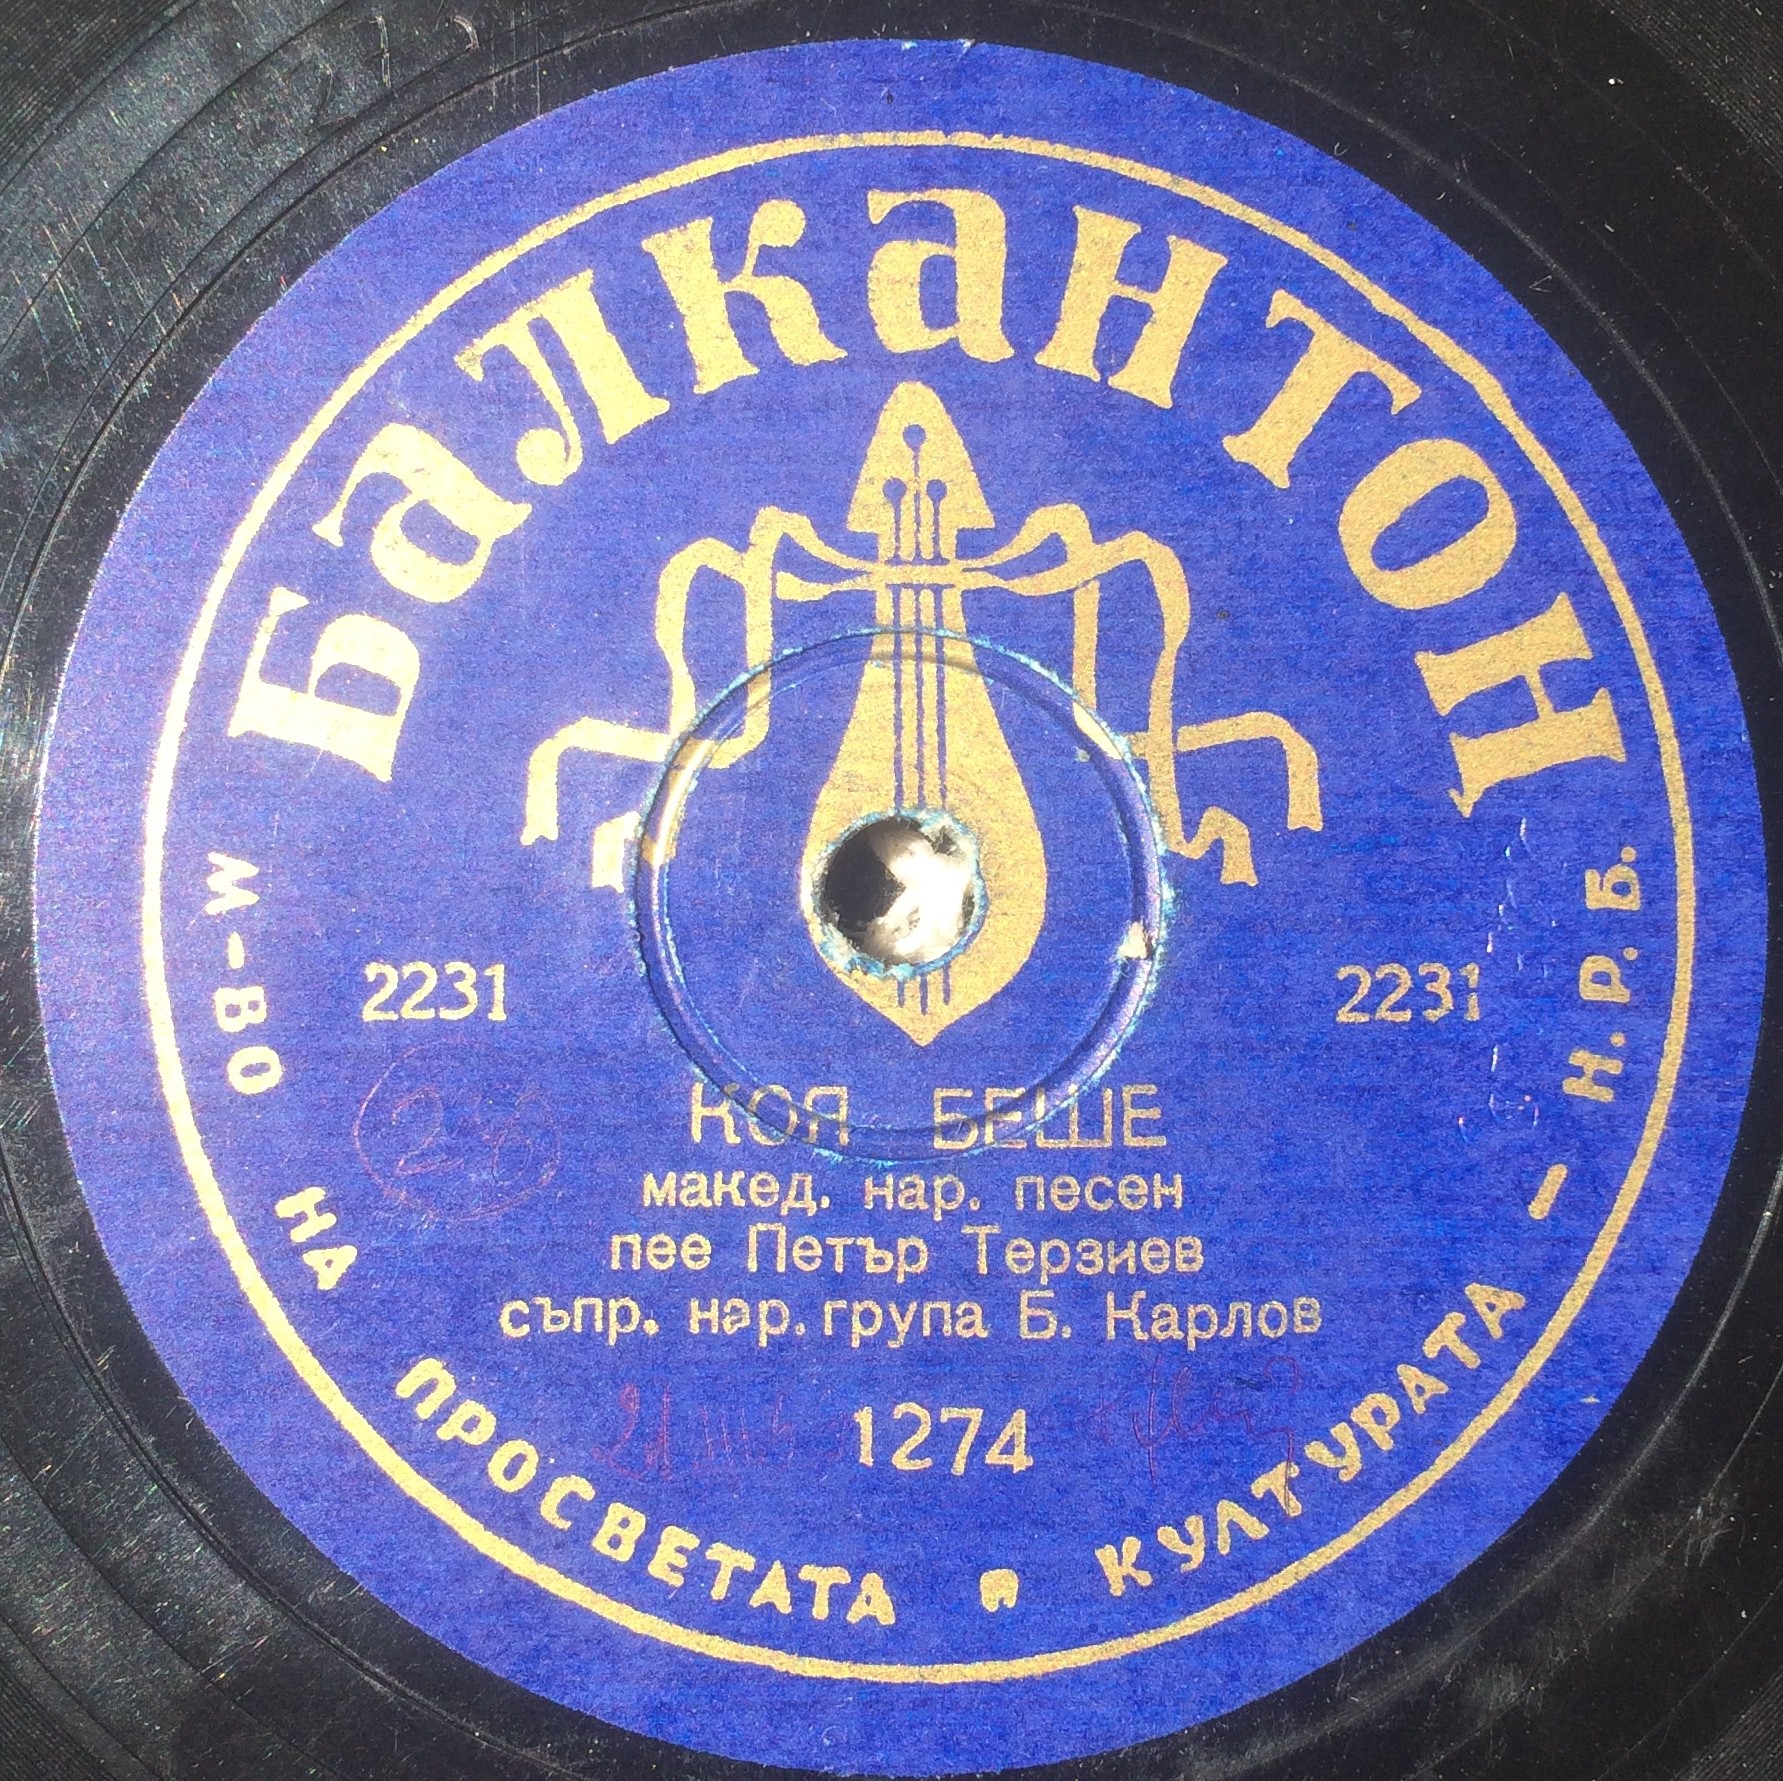 Балкантон
2231 2231
КОЯ БЕШЕ
макед. нар. песен
пее Петър Терзиев
съпр. нар. група Б. Карлов
1274
М-ВО НА ПРОСВЕТАТА и КУЛТУРАТА – Н.Р.Б.
28